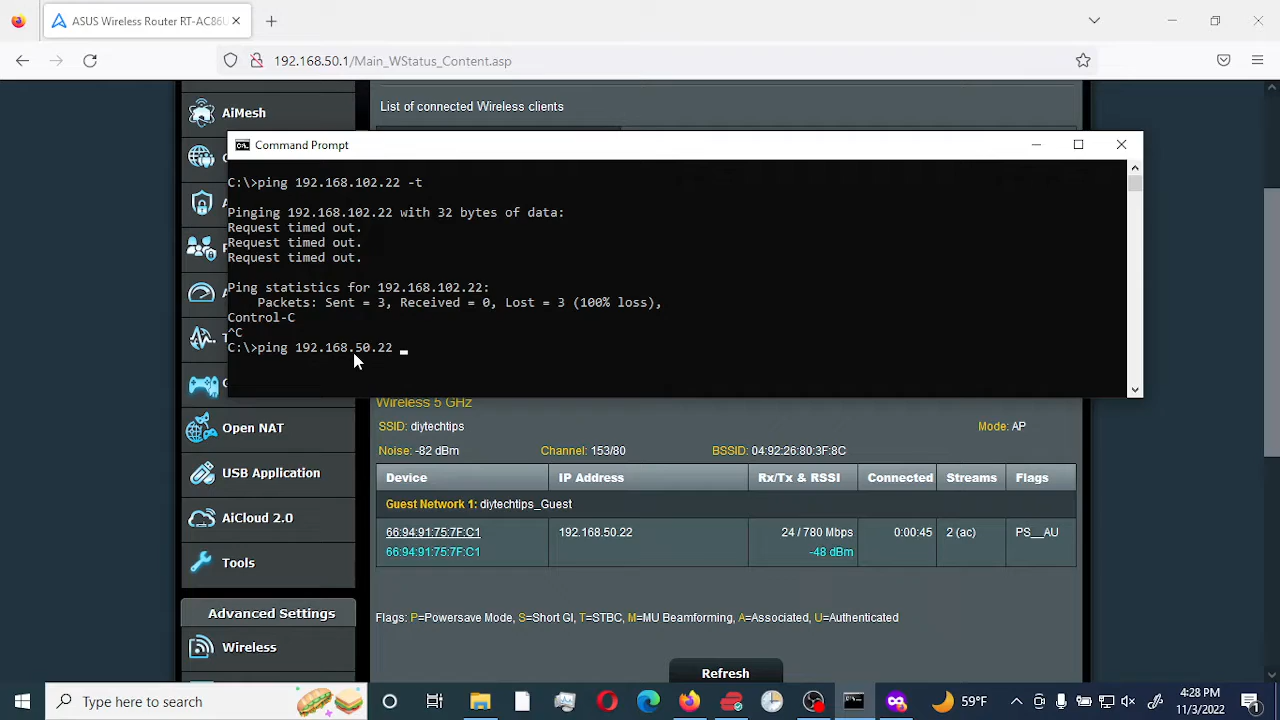 ASUS Wireless Router RT-AC86U
192.168.50.1/Main_WStatus_Content.asp
AiMesh
List of connected Wireless clients
Command Prompt
C:\>ping 192.168.102.22 -t
Pinging 192.168.102.22 with 32 bytes of data:
Request timed out.
Request timed out.
Request timed out.
Ping statistics for 192.168.102.22:
Packets: Sent = 3, Received = 0, Lost = 3 (100% loss),
Control-C
^C
C:\>ping 192.168.50.22
Wireless 5 GHz
SSID: diytechtips Mode: AP
Noise: -82 dBm Channel: 153/80 BSSID: 04:92:26:80:3F:8C
Device IP Address Rx/Tx & RSSI Connected Streams Flags
Guest Network 1: diytechtips_Guest
66:94:91:75:7F:C1 192.168.50.22 24 / 780 Mbps 0:00:45 2 (ac) PS__AU
66:94:91:75:7F:C1 -48 dBm
Flags: P=Powersave Mode, S=Short GI, T=STBC, M=MU Beamforming, A=Associated, U=Authenticated
Refresh
Open NAT
USB Application
AiCloud 2.0
Tools
Advanced Settings
Wireless
Type here to search
59°F
4:28 PM
11/3/2022
1